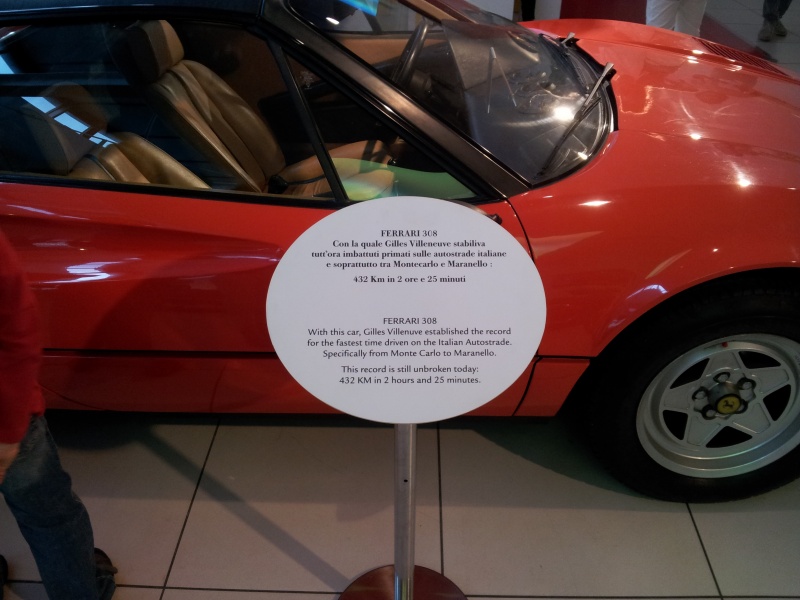 FERRARI 308
Con la quale Gilles Villeneuve stabiliva
tutt'ora imbattuti primati sulle autostrade italiane
e soprattutto tra Montecarlo e Maranello :
432 Km in 2 ore e 25 minuti
FERRARI 308
With this car, Gilles Villenuve established the record
for the fastest time driven on the Italian Autostrade.
Specifically from Monte Carlo to Maranello.
This record is still unbroken today:
432 KM in 2 hours and 25 minutes.